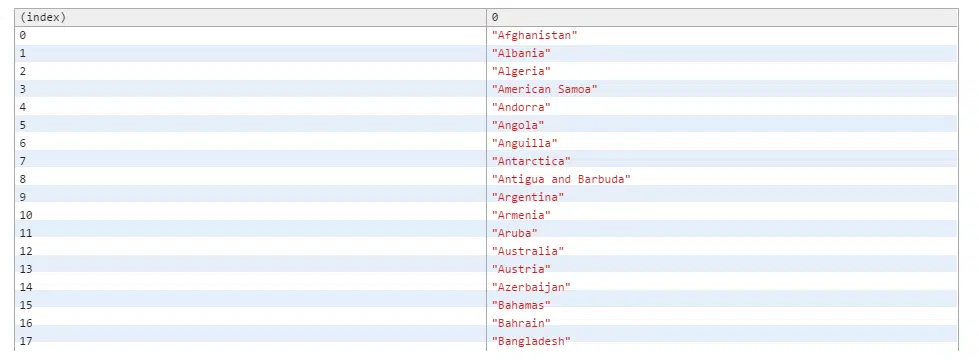 (index) 0
0 "Afghanistan"
1 "Albania"
2 "Algeria"
3 "American Samoa"
4 "Andorra"
5 "Angola"
6 "Anguilla"
7 "Antarctica"
8 "Antigua and Barbuda"
9 "Argentina"
10 "Armenia"
11 "Aruba"
12 "Australia"
13 "Austria"
14 "Azerbaijan"
15 "Bahamas"
16 "Bahrain"
17 "Bangladesh"